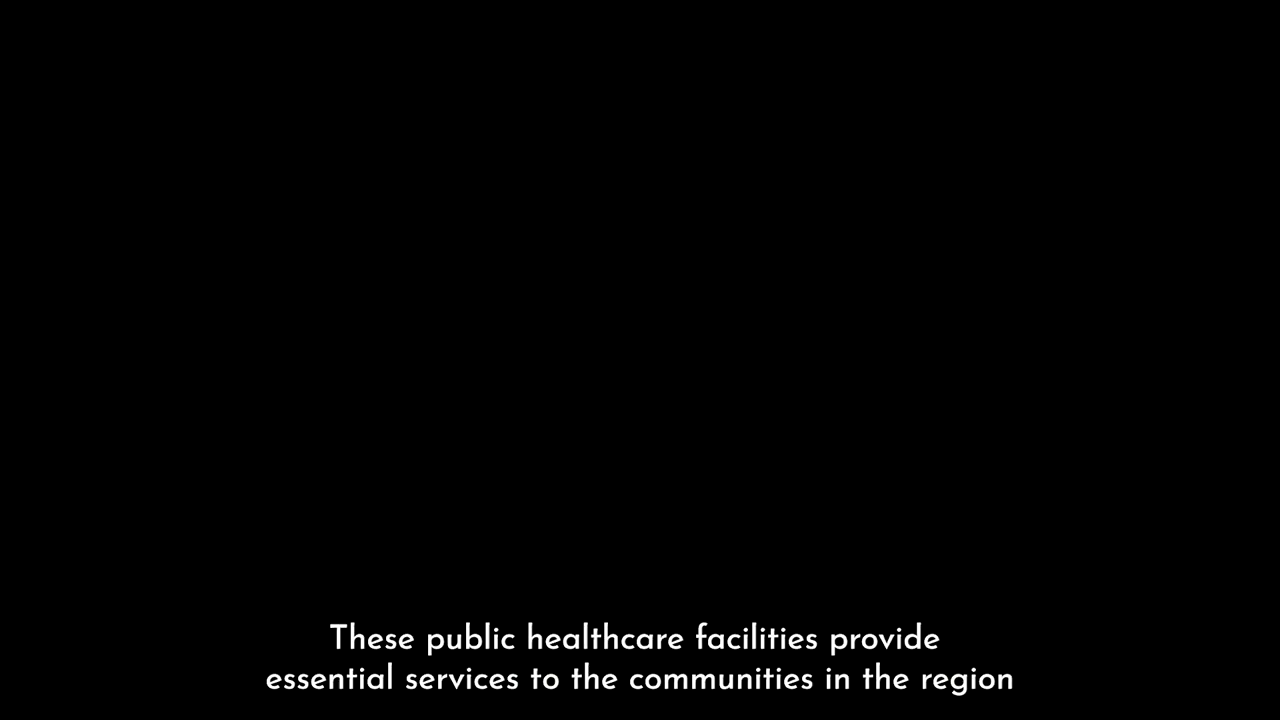 These public healthcare facilities provide
essential services to the communities in the region